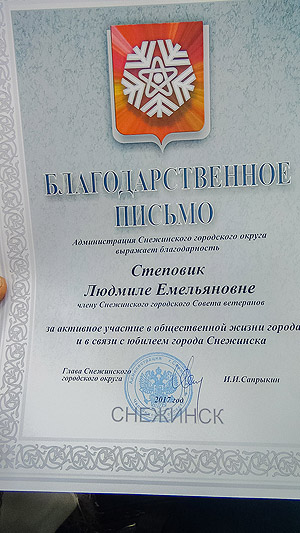 БЛАГОДАРСТВЕННОЕ
ПИСЬМО
Администрация Снежинского городского округа
выражает благодарность
Степовик
Людмиле Емельяновне
члену Снежинского городского Совета ветеранов
за активное участие в общественной жизни города
и в связи с юбилеем города Снежинска
Глава Снежинского
городского округа
И.И.Сапрыкин
2017 год
СНЕЖИНСК